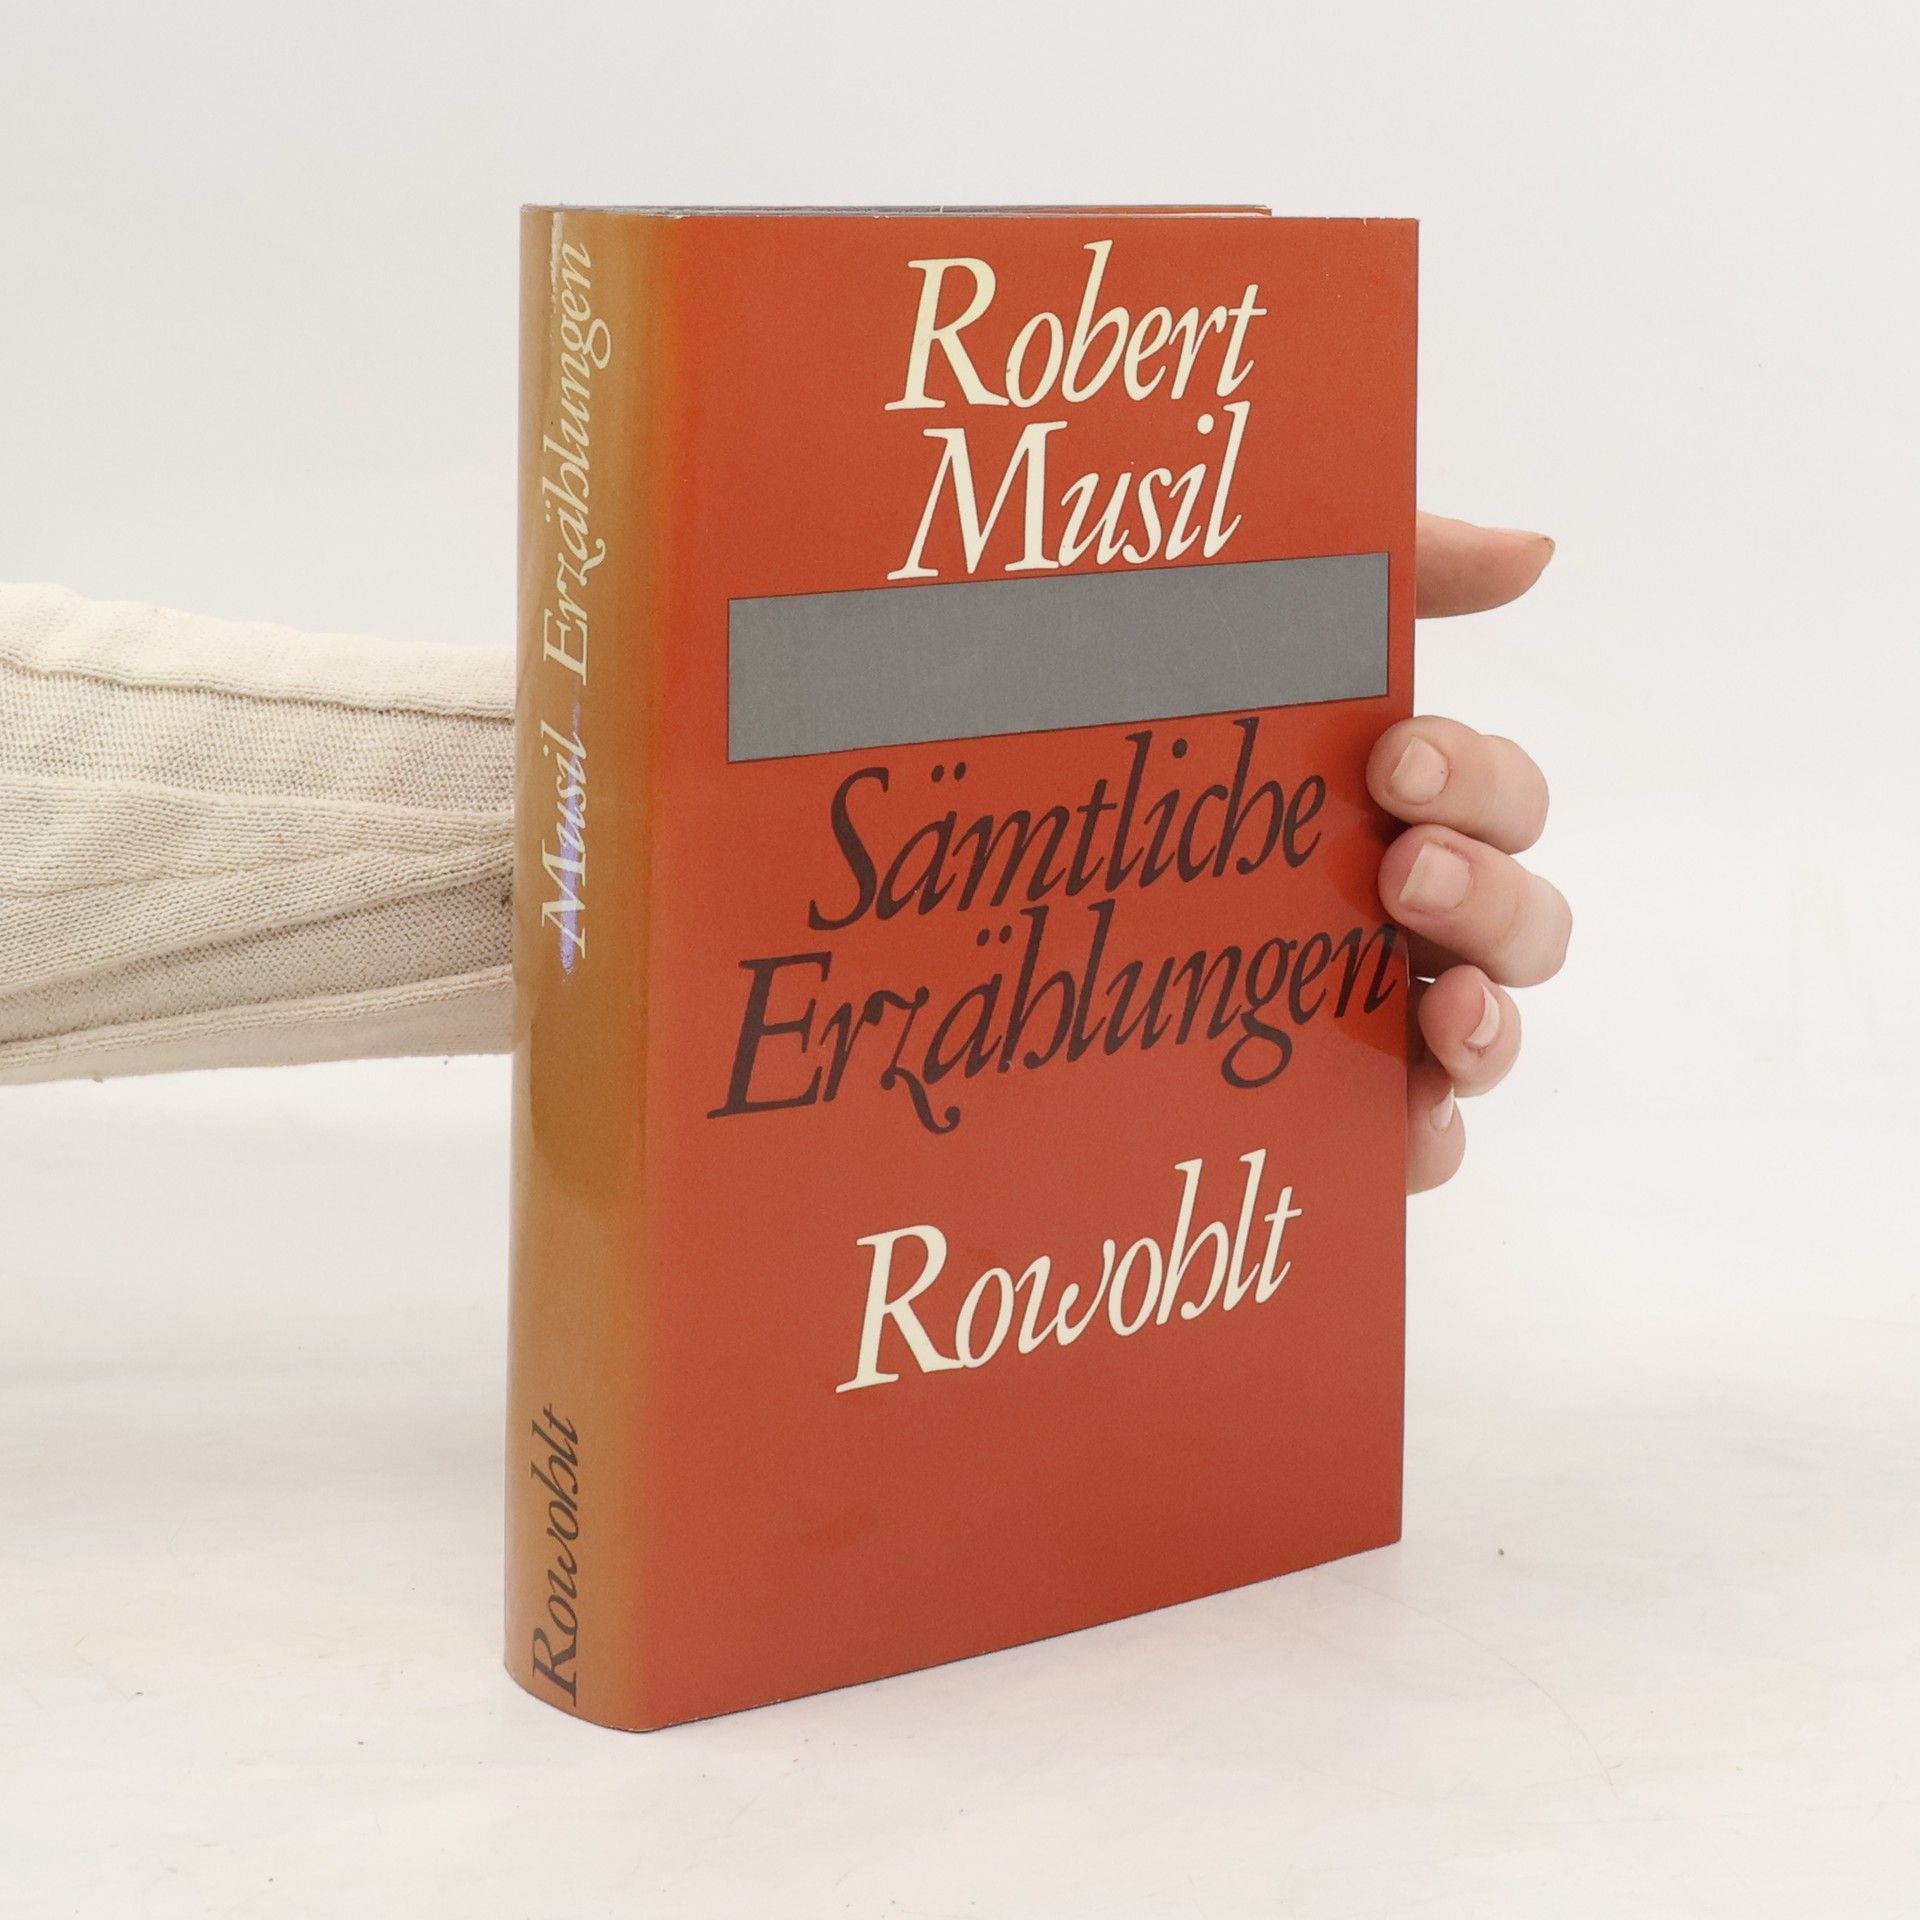 Robert
Musil
Sämtliche
Erzählungen
Rowohlt
Musil Erzählungen
Rowohlt